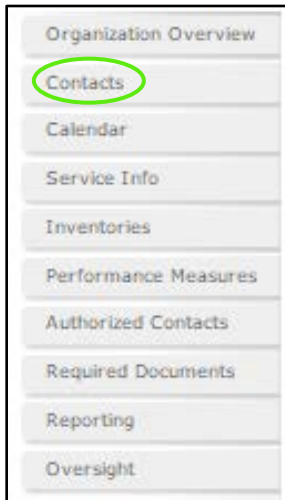 Organization Overview
Contacts
Calendar
Service Info
Inventories
Performance Measures
Authorized Contacts
Required Documents
Reporting
Oversight